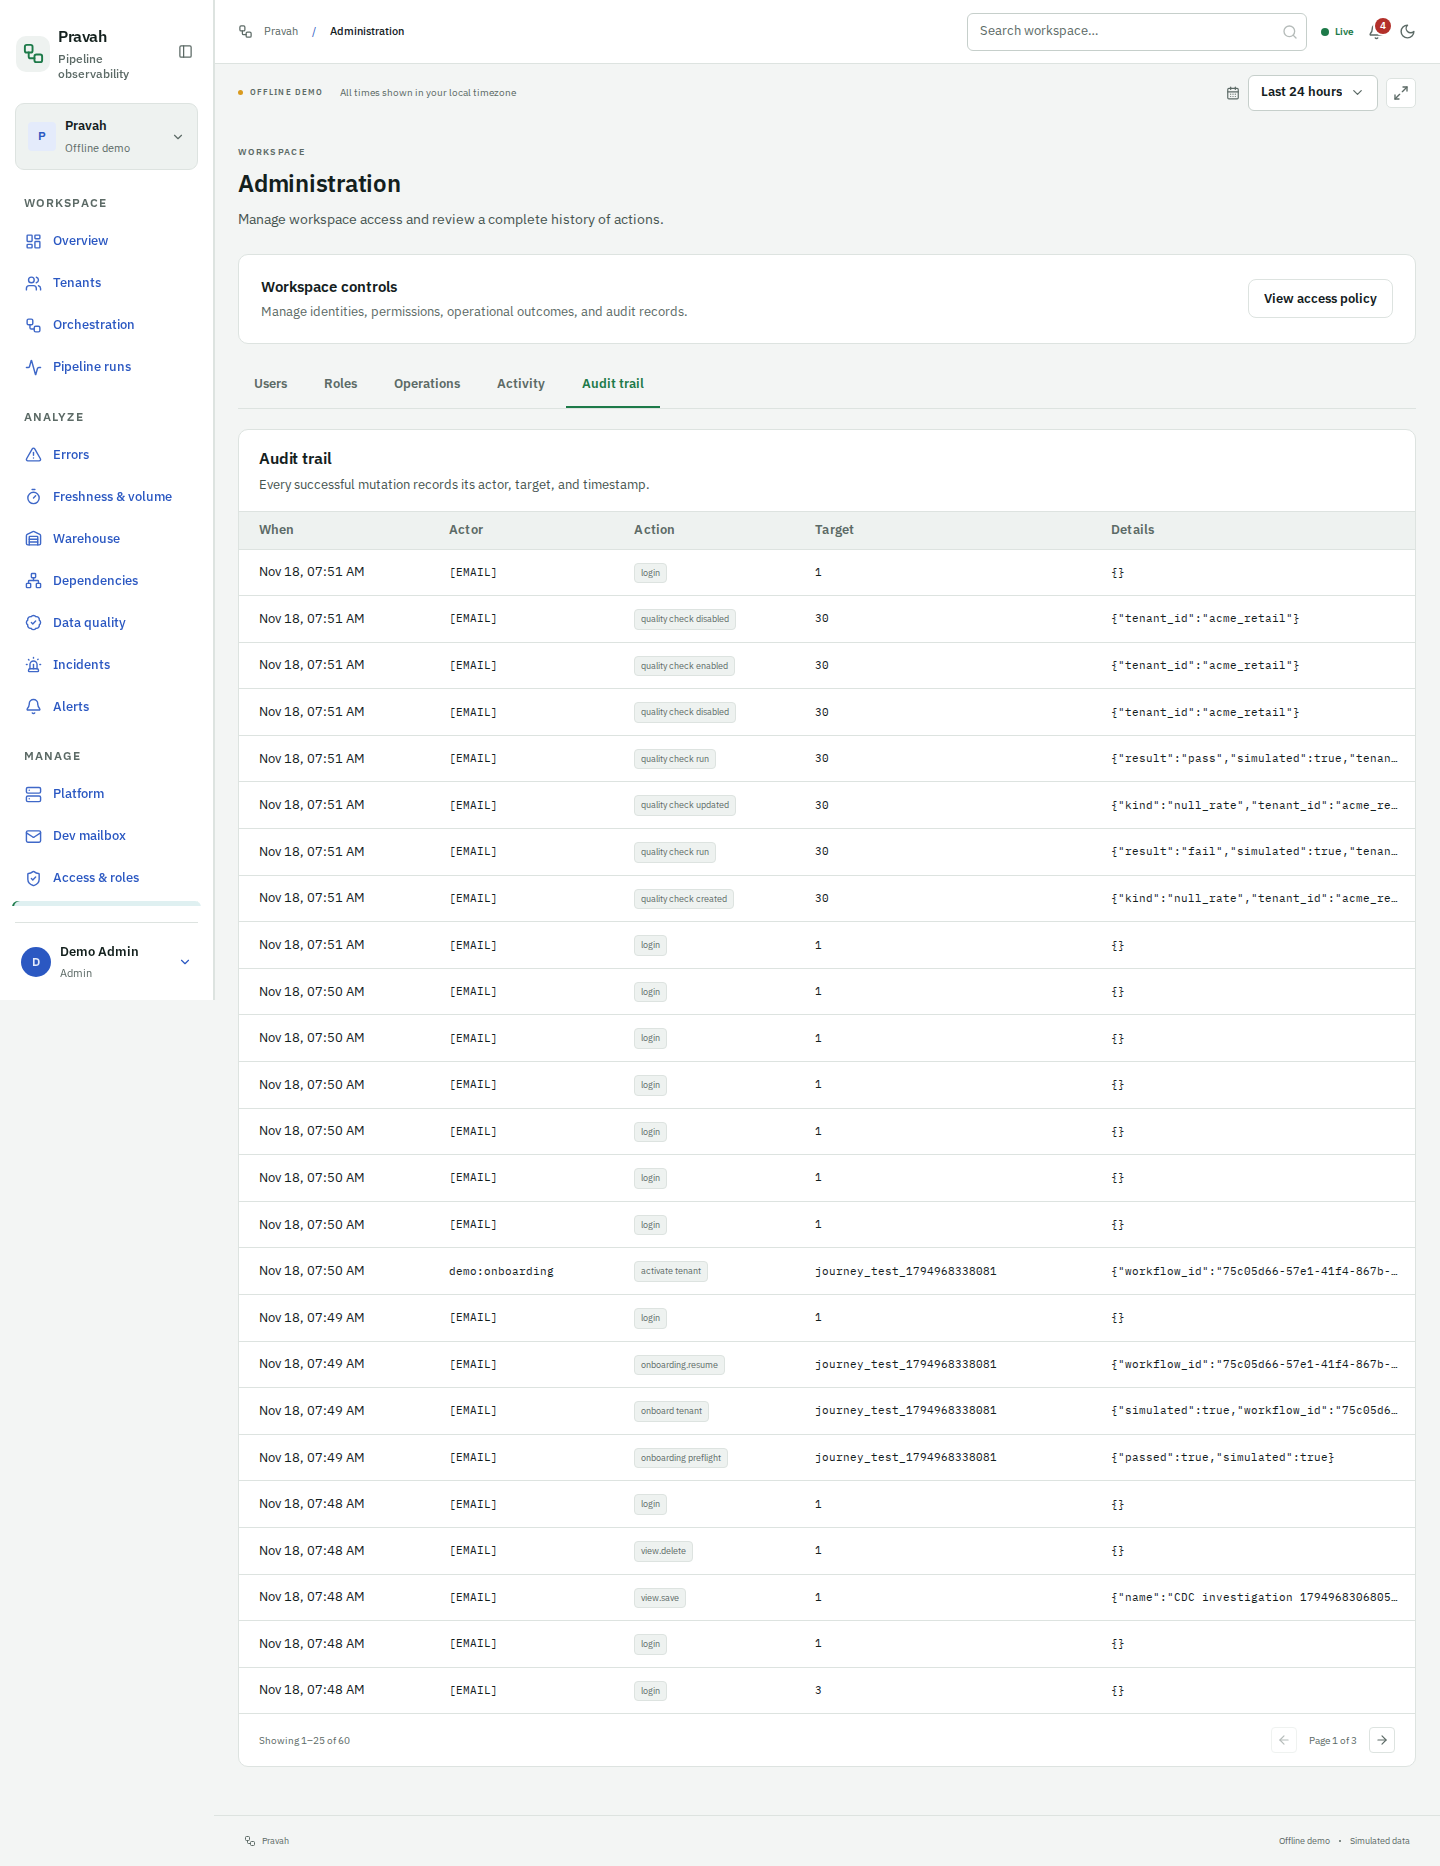 Pravah
Pipeline
observability
P
Pravah
Offline demo
WORKSPACE
Overview
Tenants
Orchestration
Pipeline runs
ANALYZE
Errors
Freshness & volume
Warehouse
Dependencies
Data quality
Incidents
Alerts
MANAGE
Platform
Dev mailbox
Access & roles
D
Demo Admin
Admin
Pravah / Administration
Search workspace...
Live
4
OFFLINE DEMO All times shown in your local timezone
Last 24 hours
WORKSPACE
Administration
Manage workspace access and review a complete history of actions.
Workspace controls
Manage identities, permissions, operational outcomes, and audit records.
View access policy
Users Roles Operations Activity Audit trail
Audit trail
Every successful mutation records its actor, target, and timestamp.
When Actor Action Target Details
Nov 18, 07:51 AM [EMAIL] login 1 {}
Nov 18, 07:51 AM [EMAIL] quality check disabled 30 {"tenant_id":"acme_retail"}
Nov 18, 07:51 AM [EMAIL] quality check enabled 30 {"tenant_id":"acme_retail"}
Nov 18, 07:51 AM [EMAIL] quality check disabled 30 {"tenant_id":"acme_retail"}
Nov 18, 07:51 AM [EMAIL] quality check run 30 {"result":"pass","simulated":true,"tenan…
Nov 18, 07:51 AM [EMAIL] quality check updated 30 {"kind":"null_rate","tenant_id":"acme_re…
Nov 18, 07:51 AM [EMAIL] quality check run 30 {"result":"fail","simulated":true,"tenan…
Nov 18, 07:51 AM [EMAIL] quality check created 30 {"kind":"null_rate","tenant_id":"acme_re…
Nov 18, 07:51 AM [EMAIL] login 1 {}
Nov 18, 07:50 AM [EMAIL] login 1 {}
Nov 18, 07:50 AM [EMAIL] login 1 {}
Nov 18, 07:50 AM [EMAIL] login 1 {}
Nov 18, 07:50 AM [EMAIL] login 1 {}
Nov 18, 07:50 AM [EMAIL] login 1 {}
Nov 18, 07:50 AM [EMAIL] login 1 {}
Nov 18, 07:50 AM demo:onboarding activate tenant journey_test_1794968338081 {"workflow_id":"75c05d66-57e1-41f4-867b-…
Nov 18, 07:49 AM [EMAIL] login 1 {}
Nov 18, 07:49 AM [EMAIL] onboarding.resume journey_test_1794968338081 {"workflow_id":"75c05d66-57e1-41f4-867b-…
Nov 18, 07:49 AM [EMAIL] onboard tenant journey_test_1794968338081 {"simulated":true,"workflow_id":"75c05d6…
Nov 18, 07:49 AM [EMAIL] onboarding preflight journey_test_1794968338081 {"passed":true,"simulated":true}
Nov 18, 07:48 AM [EMAIL] login 1 {}
Nov 18, 07:48 AM [EMAIL] view.delete 1 {}
Nov 18, 07:48 AM [EMAIL] view.save 1 {"name":"CDC investigation 1794968306805…
Nov 18, 07:48 AM [EMAIL] login 1 {}
Nov 18, 07:48 AM [EMAIL] login 3 {}
Showing 1–25 of 60
Page 1 of 3
Pravah
Offline demo • Simulated data